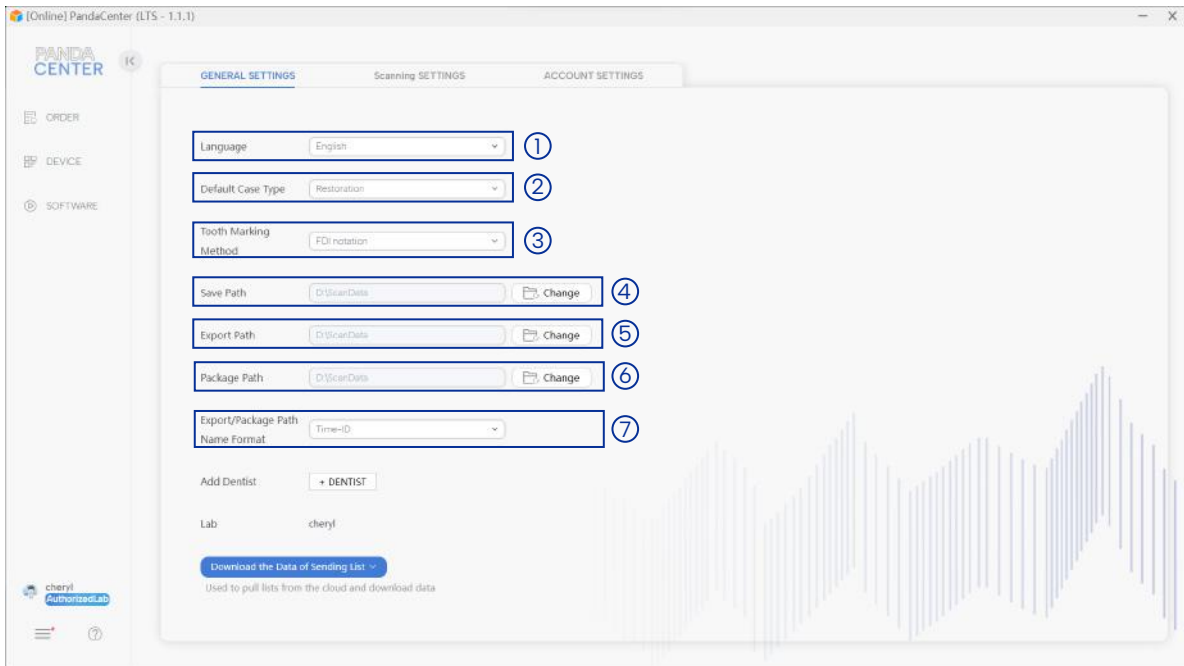 [Online] PandaCenter (LTS - 1.1.1)
PANDA
CENTER
GENERAL SETTINGS
Scanning SETTINGS
ACCOUNT SETTINGS
ORDER
DEVICE
SOFTWARE
Language English ①
Default Case Type Restoration ②
Tooth Marking
Method
FDI notation ③
Save Path D:\ScanData Change ④
Export Path D:\ScanData Change ⑤
Package Path D:\ScanData Change ⑥
Export/Package Path
Name Format
Time-ID ⑦
Add Dentist + DENTIST
Lab cheryl
Download the Data of Sending List
Used to pull lists from the cloud and download data
cheryl
AuthorizedLab